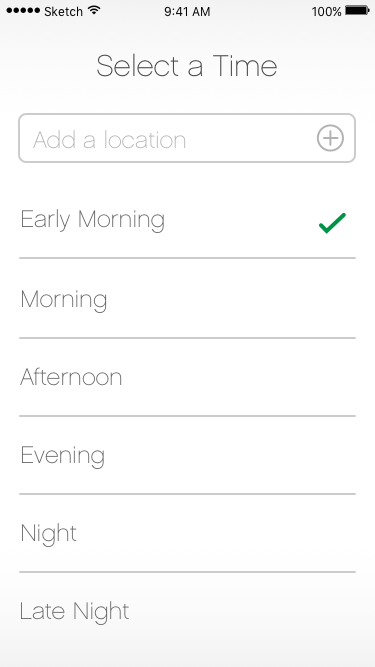 Sketch 9:41 AM 100%
Select a Time
Add a location
Early Morning
Morning
Afternoon
Evening
Night
Late Night